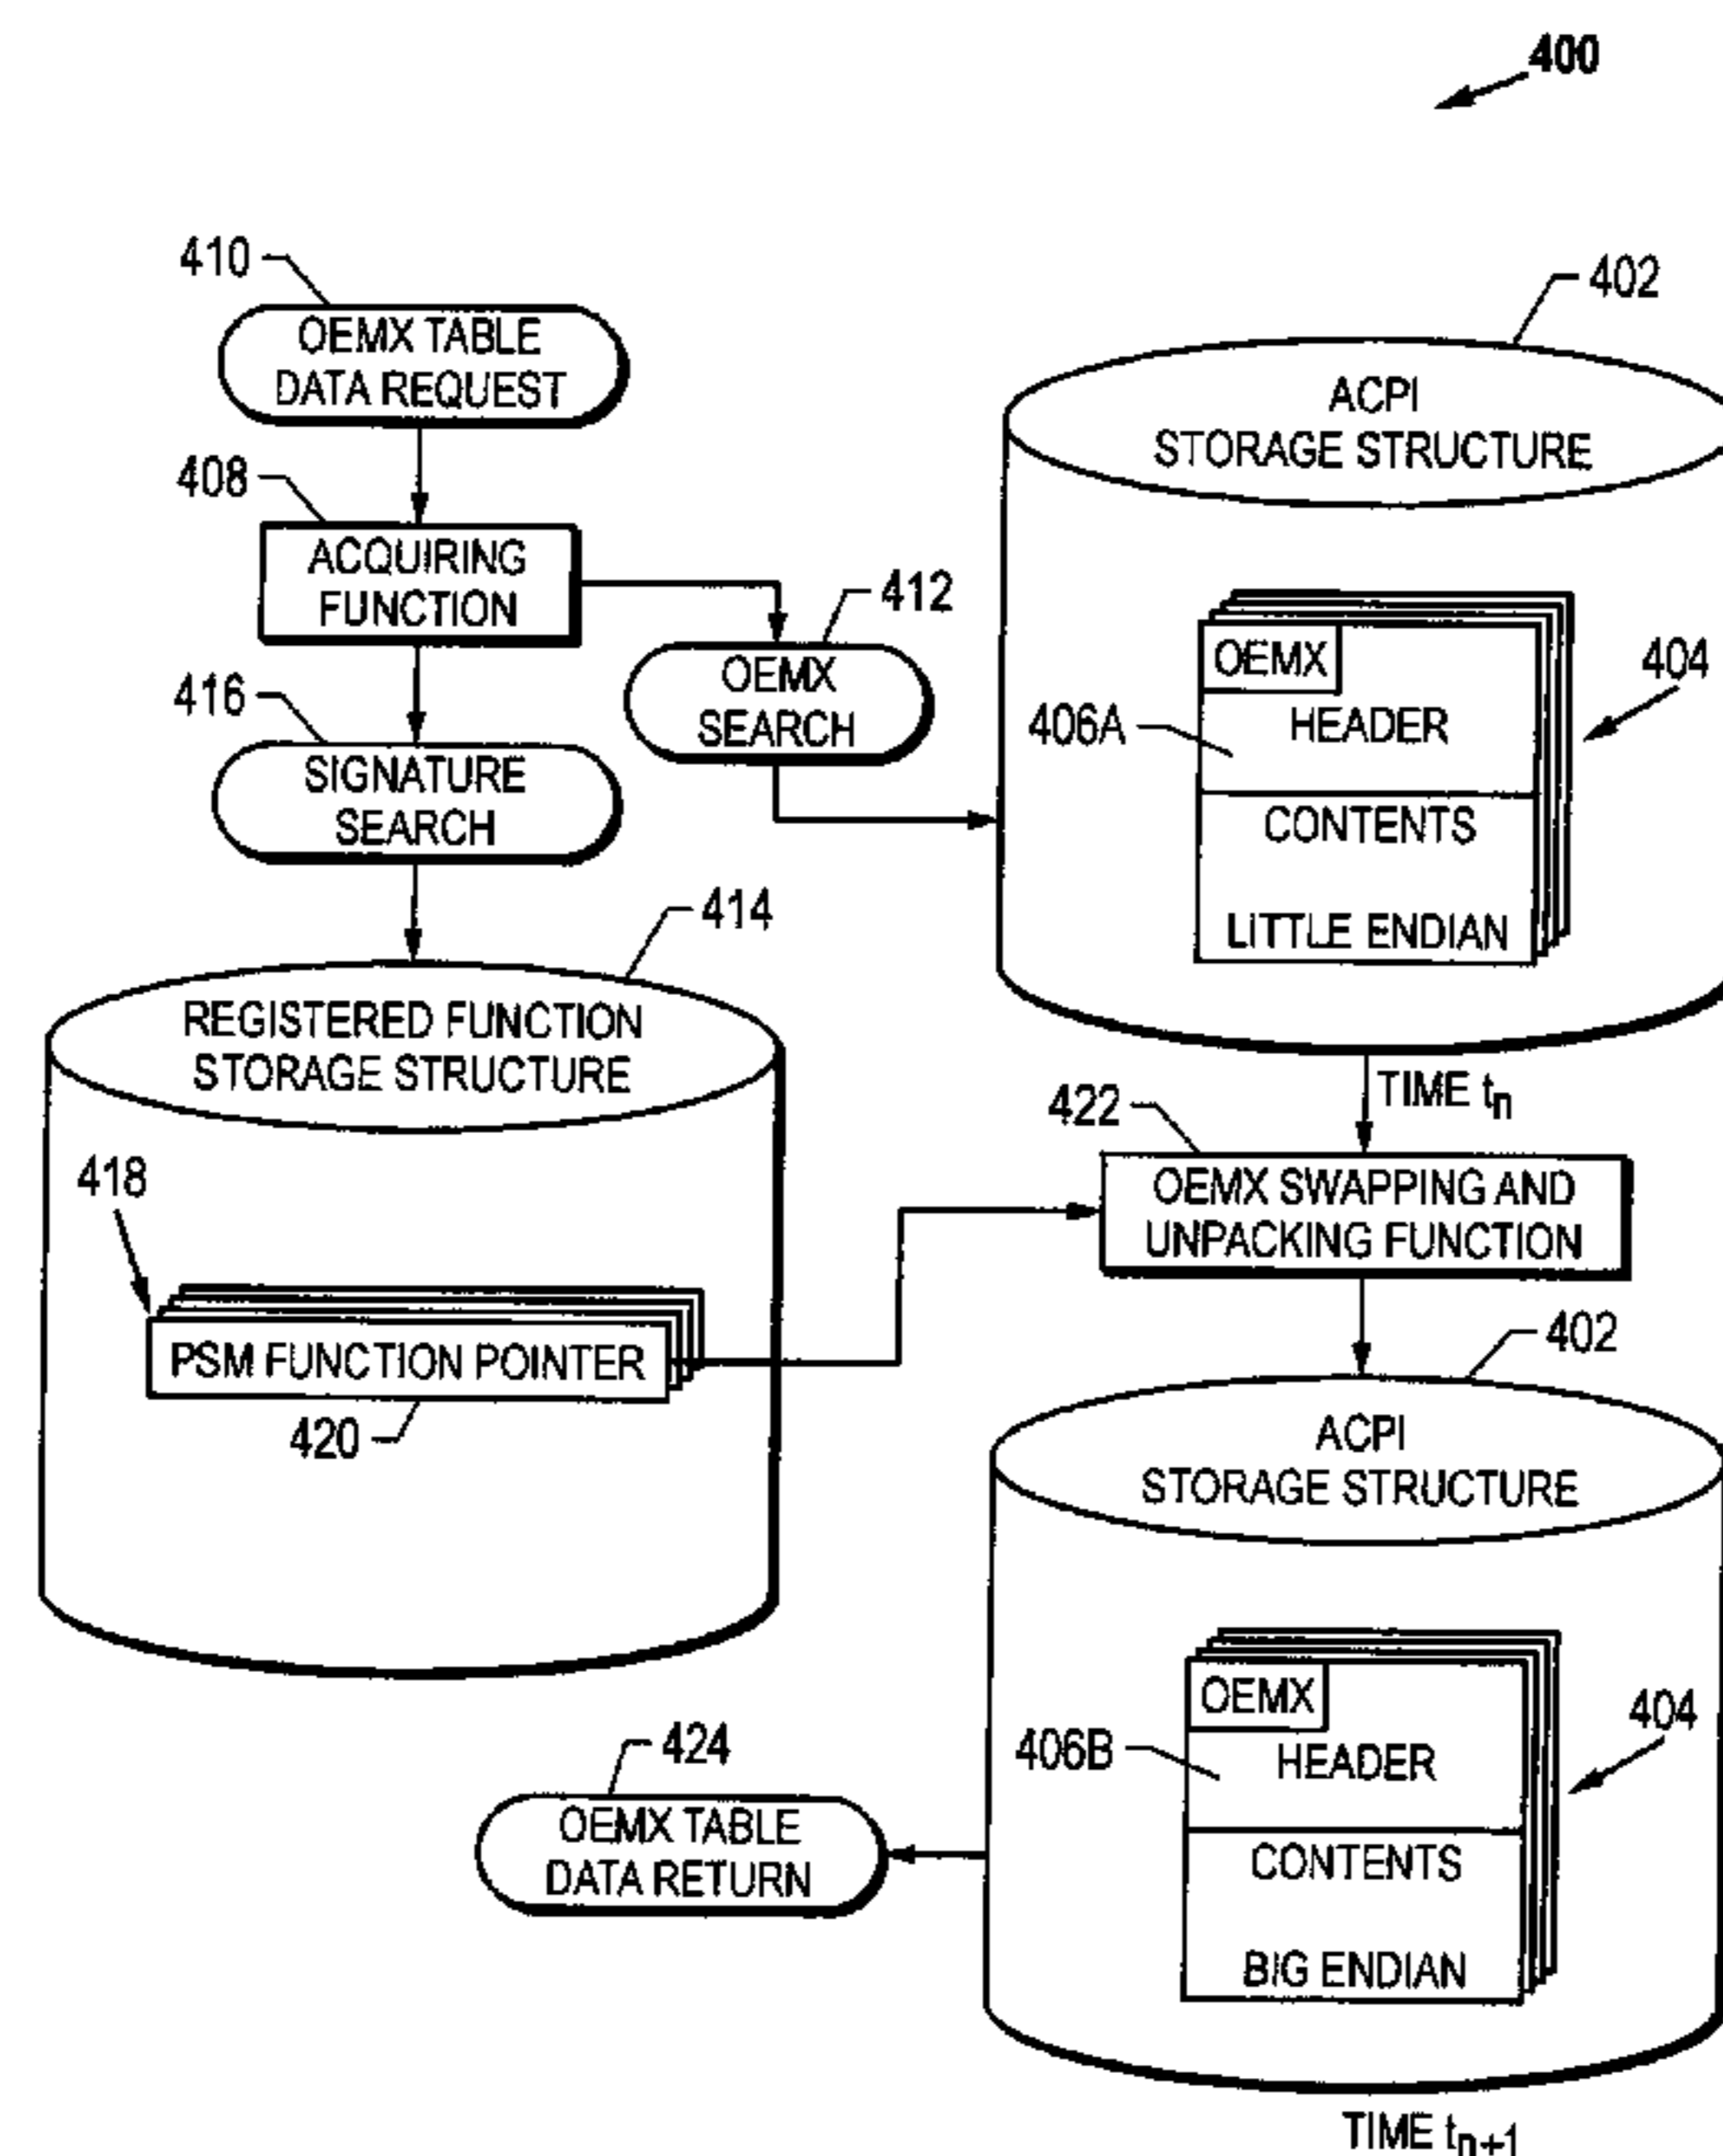 400
410
OEMX TABLE
DATA REQUEST
402
ACPI
STORAGE STRUCTURE
408
ACQUIRING
FUNCTION
412
OEMX
SEARCH
OEMX
404
406A
HEADER
416
SIGNATURE
SEARCH
CONTENTS
LITTLE ENDIAN
414
REGISTERED FUNCTION
STORAGE STRUCTURE
TIME tn
422
OEMX SWAPPING AND
UNPACKING FUNCTION
418
PSM FUNCTION POINTER
420
402
ACPI
STORAGE STRUCTURE
OEMX
404
406B
HEADER
424
OEMX TABLE
DATA RETURN
CONTENTS
BIG ENDIAN
TIME tn+1